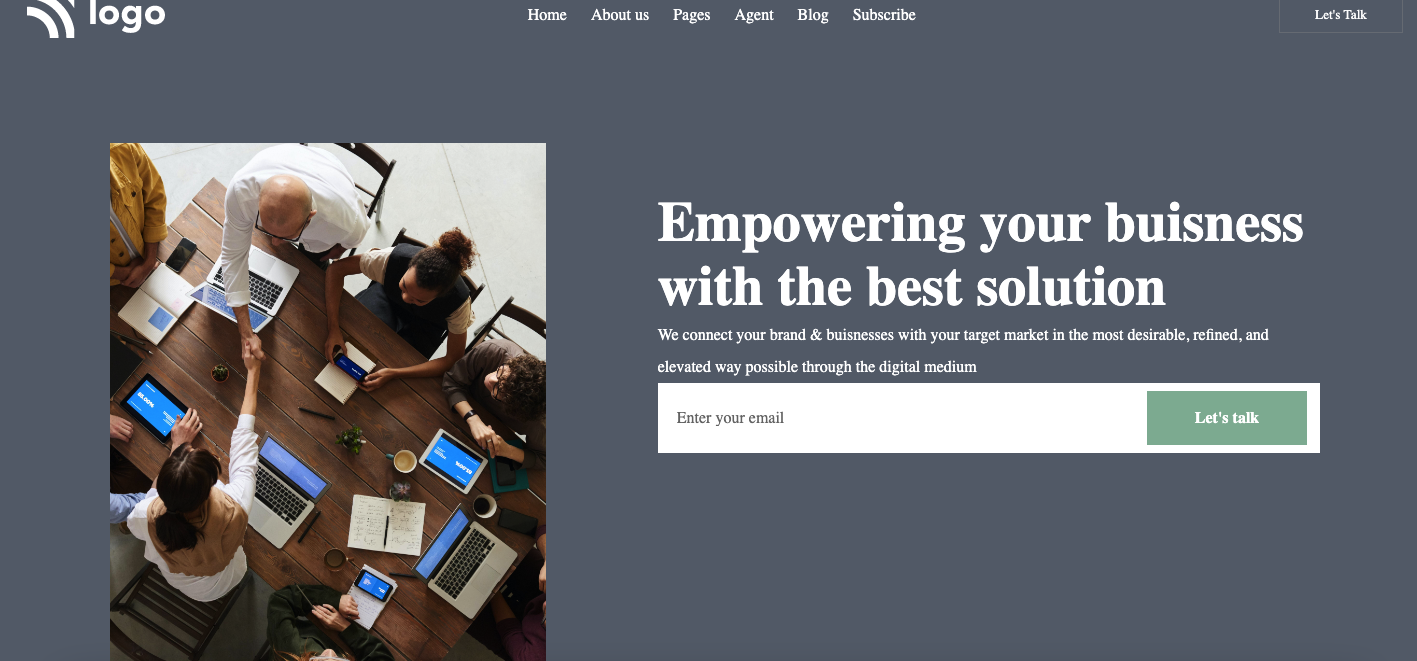 logo
Home About us Pages Agent Blog Subscribe
Let's Talk
Empowering your buisness
with the best solution
We connect your brand & buisnesses with your target market in the most desirable, refined, and
elevated way possible through the digital medium
Enter your email
Let's talk